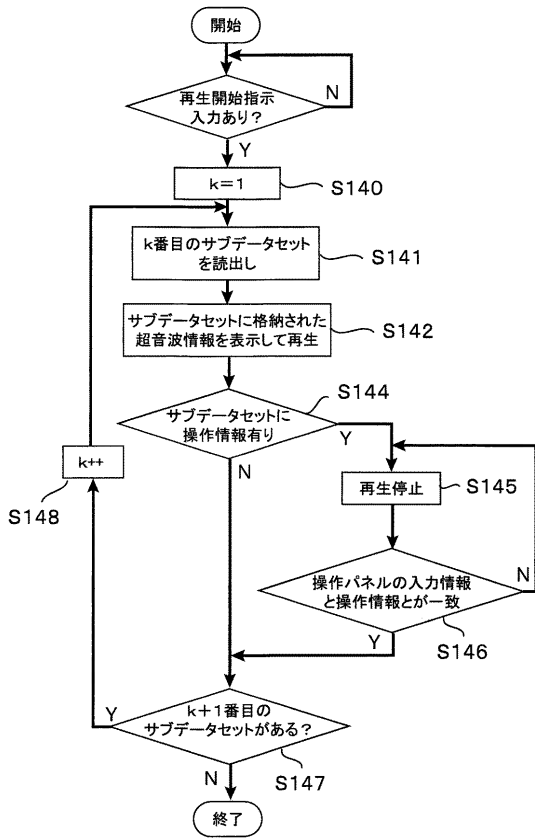 開始
再生開始指示
入力あり?
N
Y
k=1
S140
k番目のサブデータセット
を読出し
S141
サブデータセットに格納された
超音波情報を表示して再生
S142
サブデータセットに
操作情報有り
S144
Y
N
再生停止
S145
k++
S148
操作パネルの入力情報
と操作情報とが一致
N
Y
S146
k+1番目の
サブデータセットがある?
Y
S147
N
終了